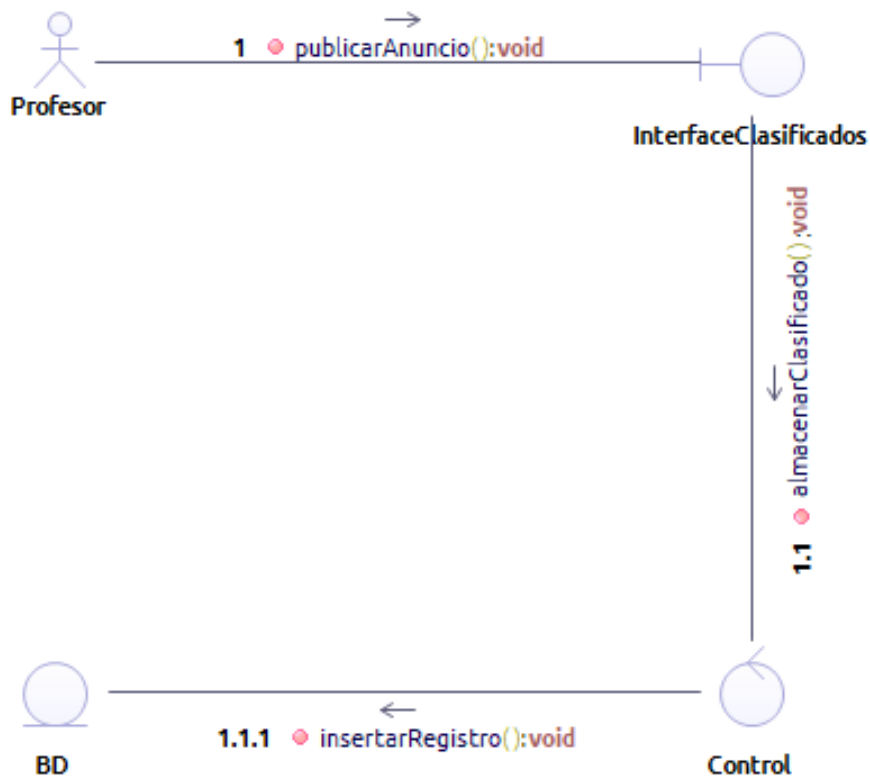 1 publicarAnuncio():void
Profesor
InterfaceClasificados
1.1 almacenarClasificado():void
1.1.1 insertarRegistro():void
BD
Control